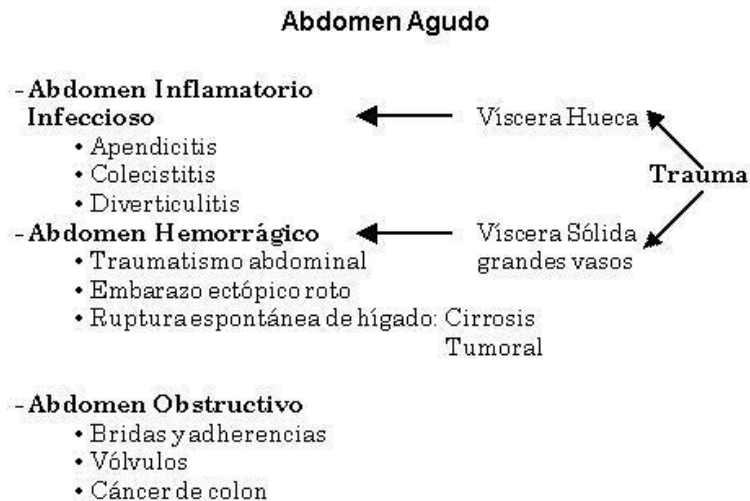 Abdomen Agudo
- Abdomen Inflamatorio
Infeccioso
Víscera Hueca
• Apendicitis
• Colecistitis
• Diverticulitis
Trauma
- Abdomen Hemorrágico
Víscera Sólida
grandes vasos
• Traumatismo abdominal
• Embarazo ectópico roto
• Ruptura espontánea de hígado: Cirrosis
Tumoral
- Abdomen Obstructivo
• Bridas y adherencias
• Vólvulos
• Cáncer de colon